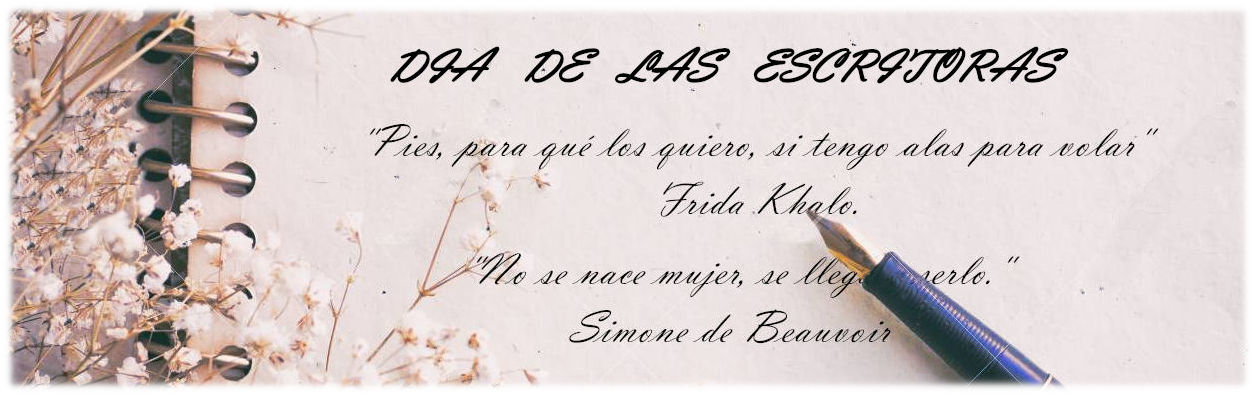 DIA DE LAS ESCRITORAS
"Pies, para qué los quiero, si tengo alas para volar"
Frida Khalo.
"No se nace mujer, se llega serlo."
Simone de Beauvoir